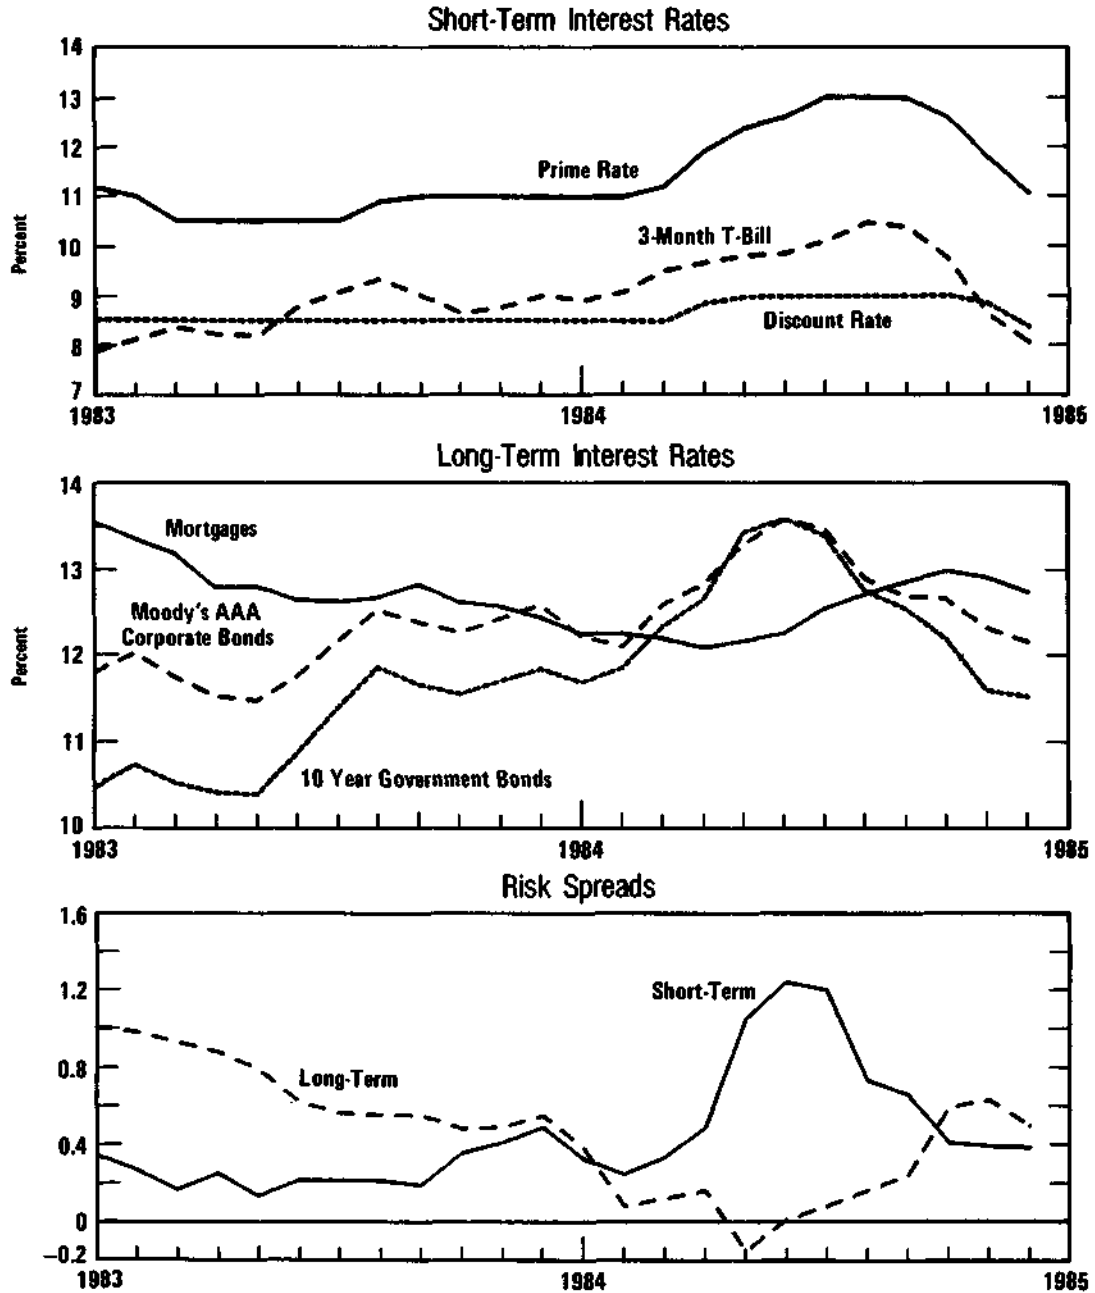 Short-Term Interest Rates
14
13
12
11
10
9
8
7
Percent
Prime Rate
3-Month T-Bill
Discount Rate
1983
1984
1985
Long-Term Interest Rates
14
13
12
11
10
Percent
Mortgages
Moody's AAA
Corporate Bonds
10 Year Government Bonds
1983
1984
1985
Risk Spreads
1.6
1.2
0.8
0.4
0
-0.2
Short-Term
Long-Term
1983
1984
1985